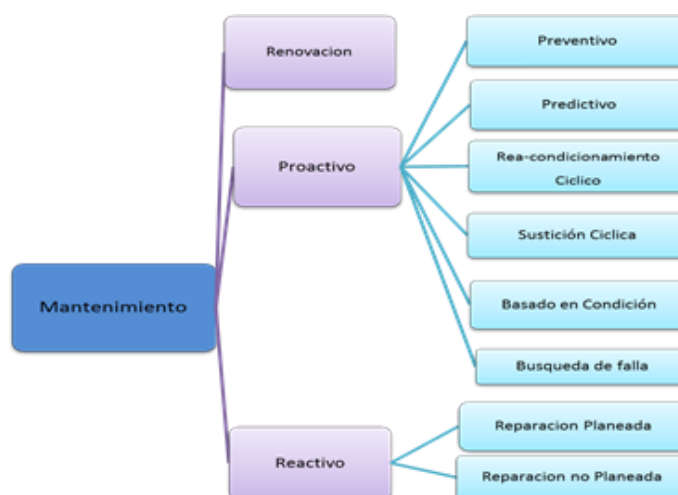 Mantenimiento
Renovacion
Proactivo
Preventivo
Predictivo
Rea-condicionamiento
Ciclico
Sustición Ciclica
Basado en Condición
Busqueda de falla
Reactivo
Reparacion Planeada
Reparacion no Planeada